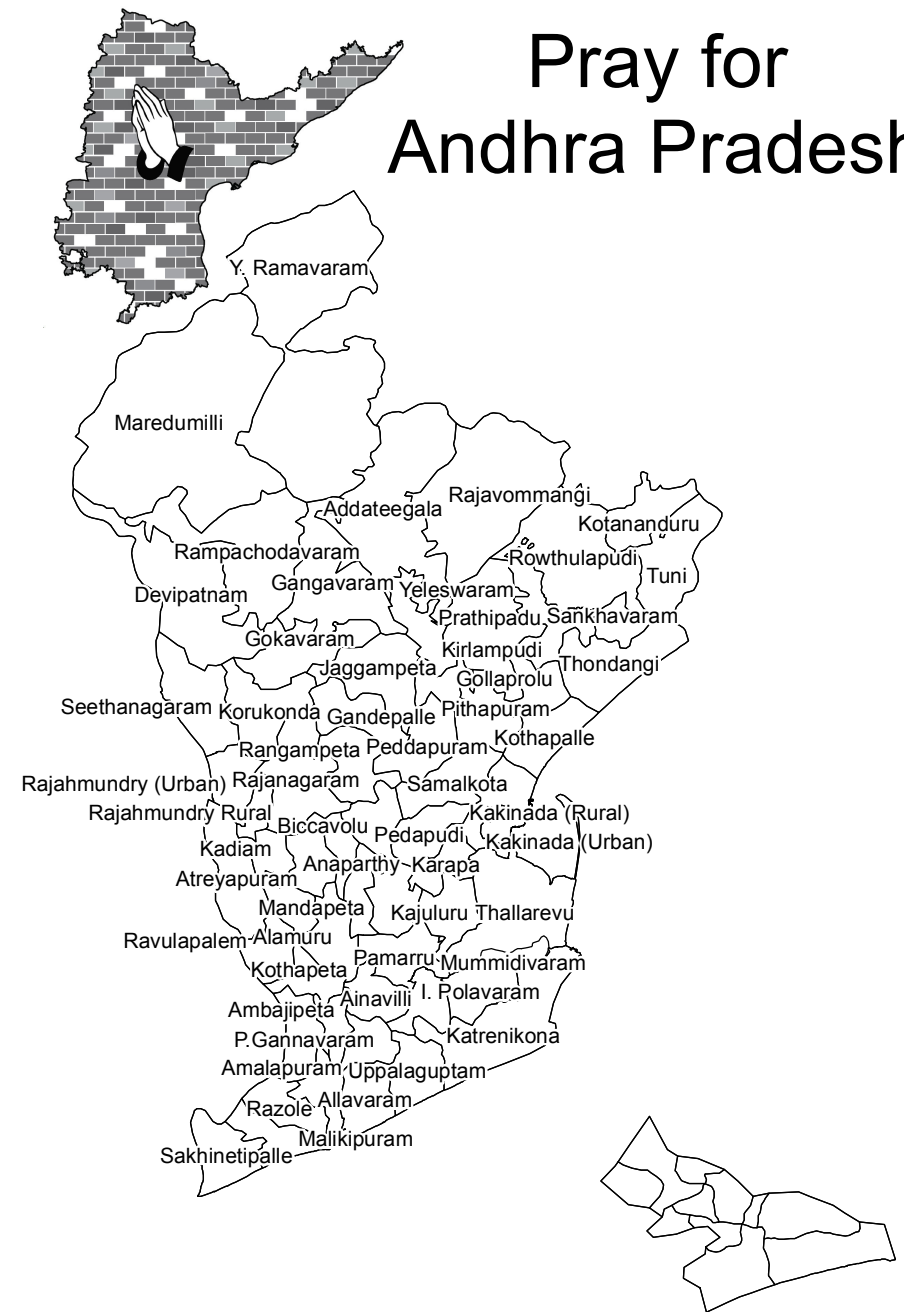 Pray for
Andhra Pradesh
Y. Ramavaram
Maredumilli
Rajavommangi
Addateegala
Kotananduru
Rampachodavaram
Rowthulapudi
Tuni
Gangavaram
Yeleswaram
Devipatnam
Prathipadu
Sankhavaram
Gokavaram
Kirlampudi
Jaggampeta
Thondangi
Gollaprolu
Seethanagaram
Korukonda
Gandepalle
Pithapuram
Rangampeta
Peddapuram
Kothapalle
Rajahmundry (Urban)
Rajanagaram
Samalkota
Rajahmundry Rural
Kakinada (Rural)
Biccavolu
Pedapudi
Kakinada (Urban)
Kadiam
Anaparthy
Karapa
Atreyapuram
Mandapeta
Kajuluru
Thallarevu
Ravulapalem
Alamuru
Pamarru
Mummidivaram
Kothapeta
Ainavilli
I. Polavaram
Ambajipeta
P.Gannavaram
Katrenikona
Amalapuram
Uppalaguptam
Razole
Allavaram
Malikipuram
Sakhinetipalle